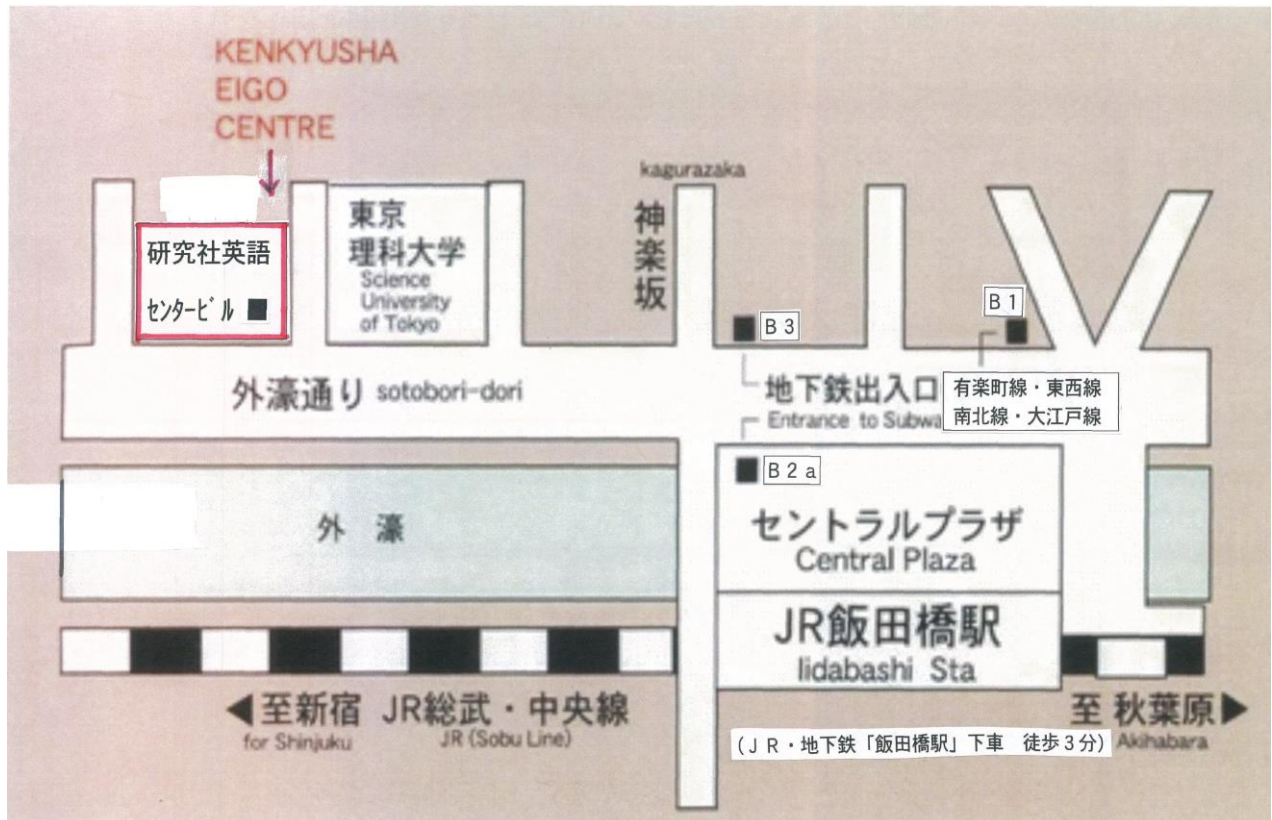 KENKYUSHA
EIGO
CENTRE
kagurazaka
神楽坂
研究社英語
センタービル
東京
理科大学
Science
University
of Tokyo
B1
B3
外濠通り sotobori-dori
地下鉄出入口
Entrance to Subwa
有楽町線・東西線
南北線・大江戸線
B2a
外 濠
セントラルプラザ
Central Plaza
JR飯田橋駅
Iidabashi Sta
◀至新宿 JR総武・中央線
for Shinjuku JR (Sobu Line)
至 秋葉原▶
Akihabara
(JR・地下鉄「飯田橋駅」下車 徒歩3分)